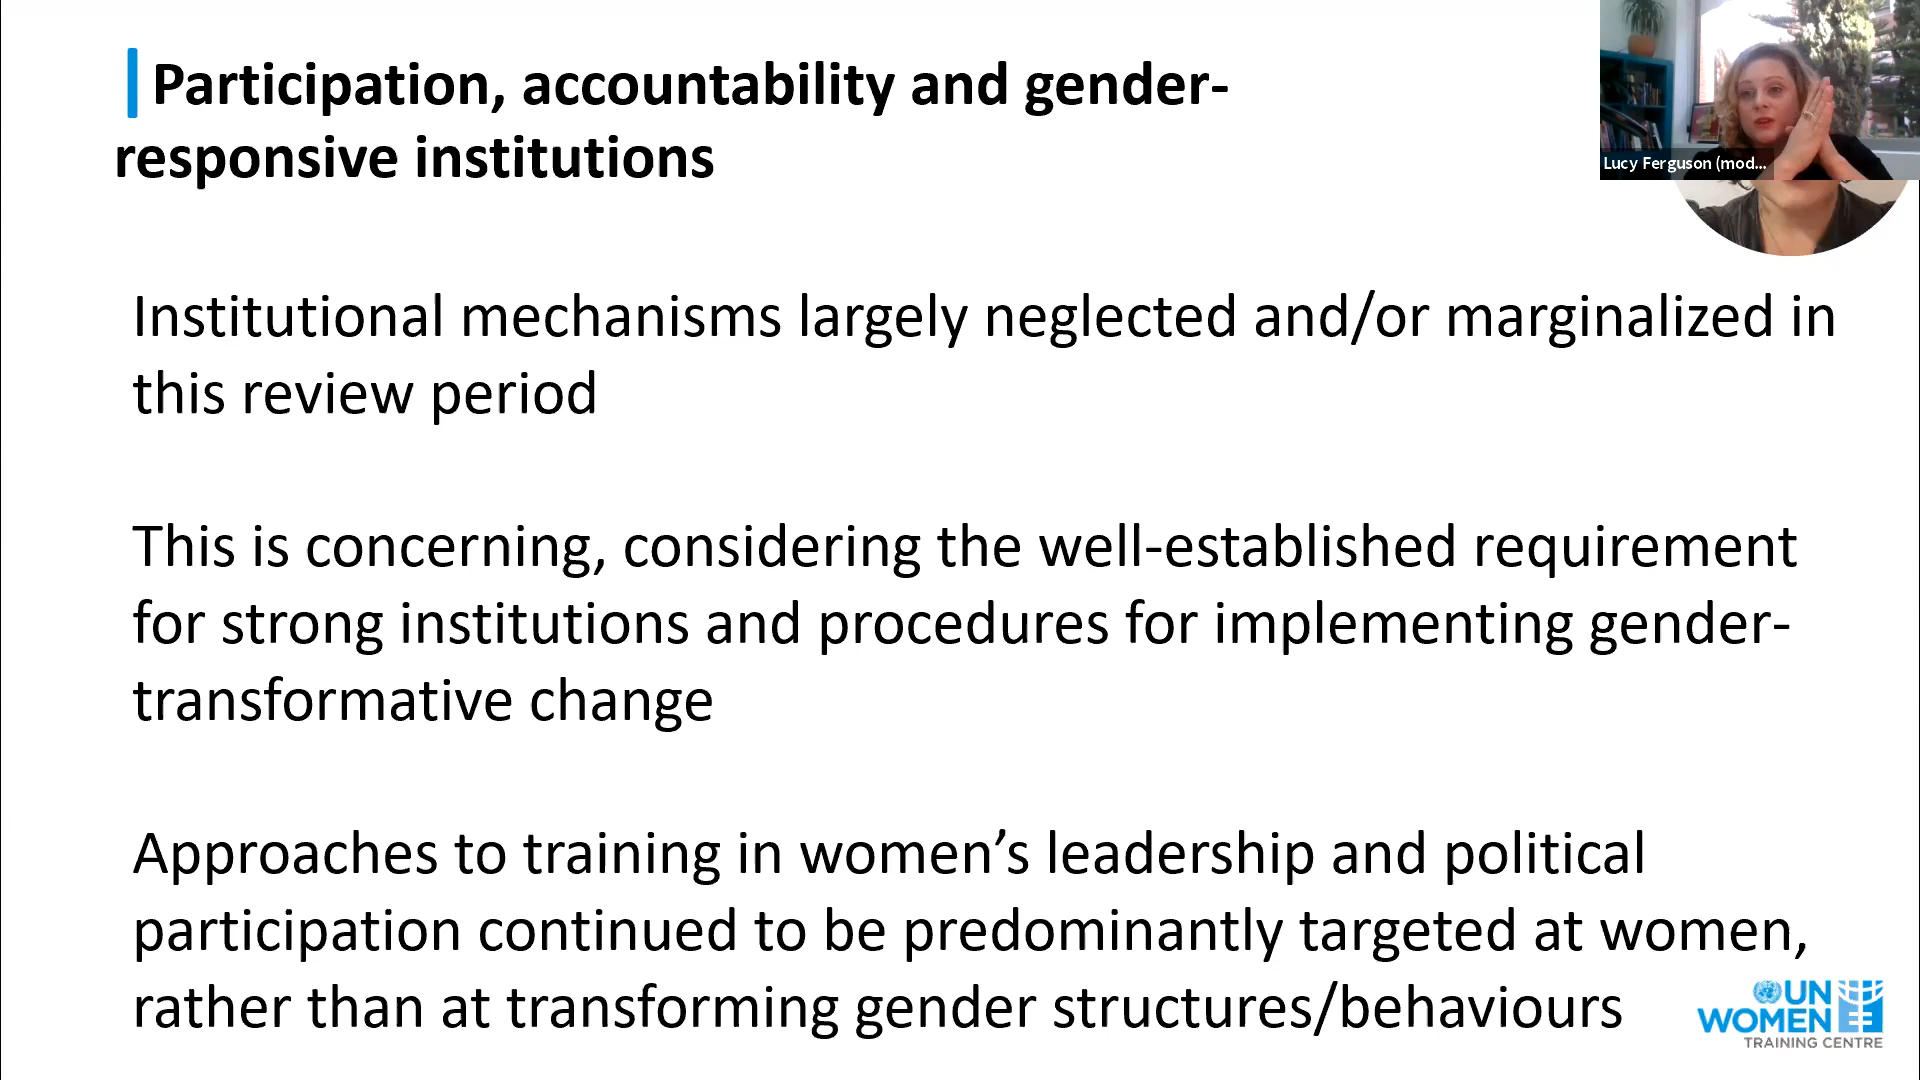 Participation, accountability and gender-
responsive institutions
Lucy Ferguson (mod...
Institutional mechanisms largely neglected and/or marginalized in
this review period
This is concerning, considering the well-established requirement
for strong institutions and procedures for implementing gender-
transformative change
Approaches to training in women’s leadership and political
participation continued to be predominantly targeted at women,
rather than at transforming gender structures/behaviours
UN
WOMEN
TRAINING CENTRE